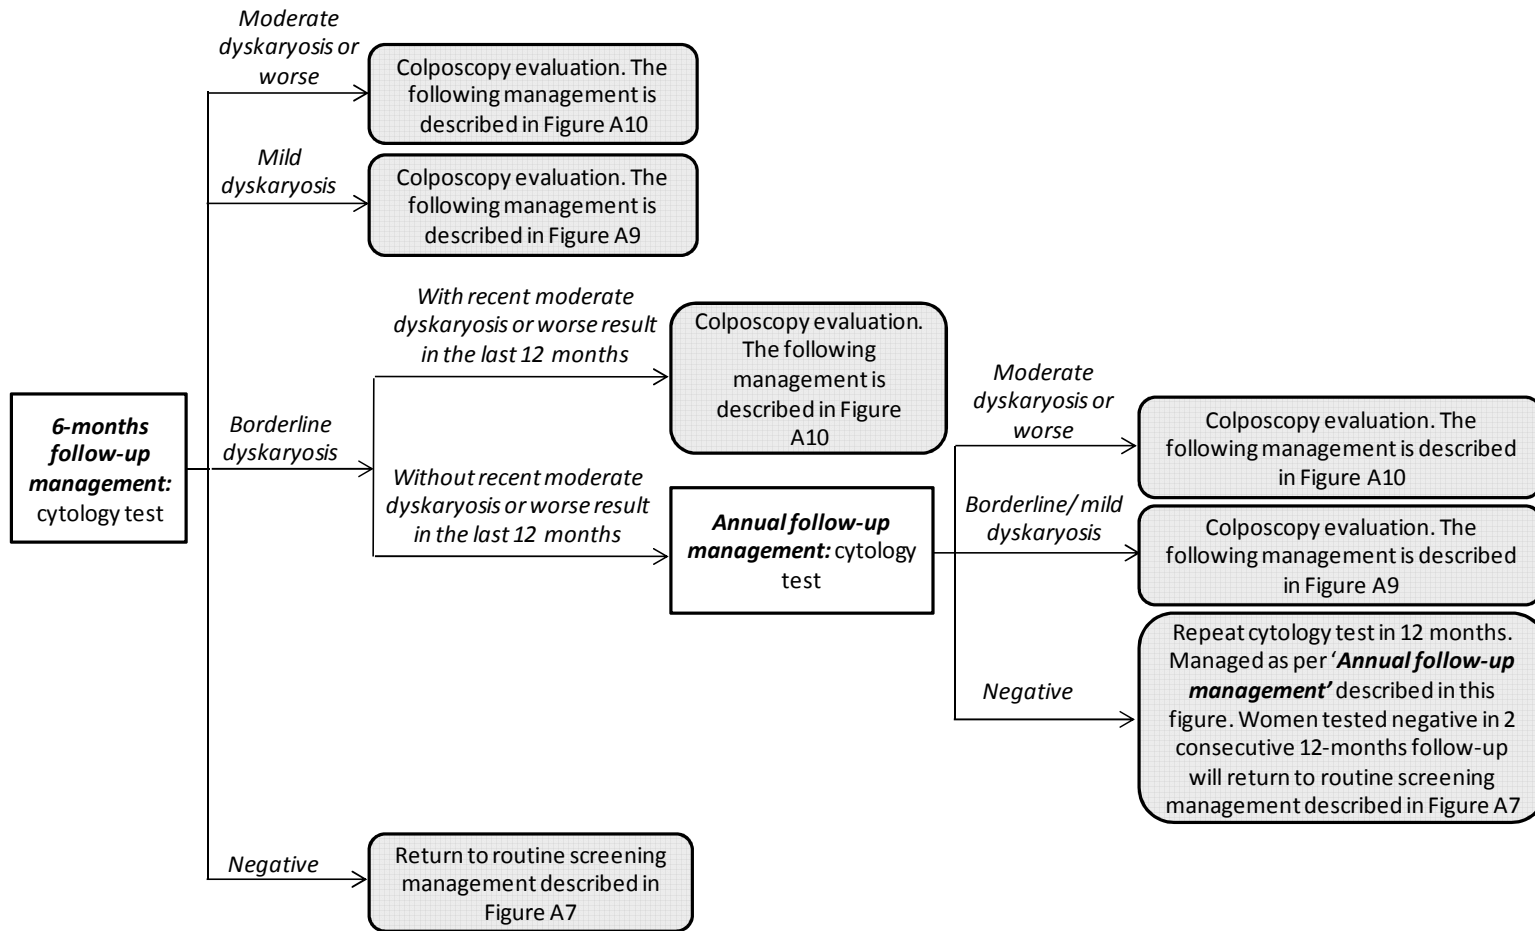 Moderate
dyskaryosis or
worse
Colposcopy evaluation. The
following management is
described in Figure A10
Mild
dyskaryosis
Colposcopy evaluation. The
following management is
described in Figure A9
6-months
follow-up
management:
cytology test
Borderline
dyskaryosis
With recent moderate
dyskaryosis or worse result
in the last 12 months
Colposcopy evaluation.
The following
management is
described in Figure
A10
Without recent moderate
dyskaryosis or worse result
in the last 12 months
Annual follow-up
management: cytology
test
Moderate
dyskaryosis or
worse
Colposcopy evaluation. The
following management is described
in Figure A10
Borderline/ mild
dyskaryosis
Colposcopy evaluation. The
following management is described
in Figure A9
Negative
Repeat cytology test in 12 months.
Managed as per ‘Annual follow-up
management’ described in this
figure. Women tested negative in 2
consecutive 12-months follow-up
will return to routine screening
management described in Figure A7
Negative
Return to routine screening
management described in
Figure A7